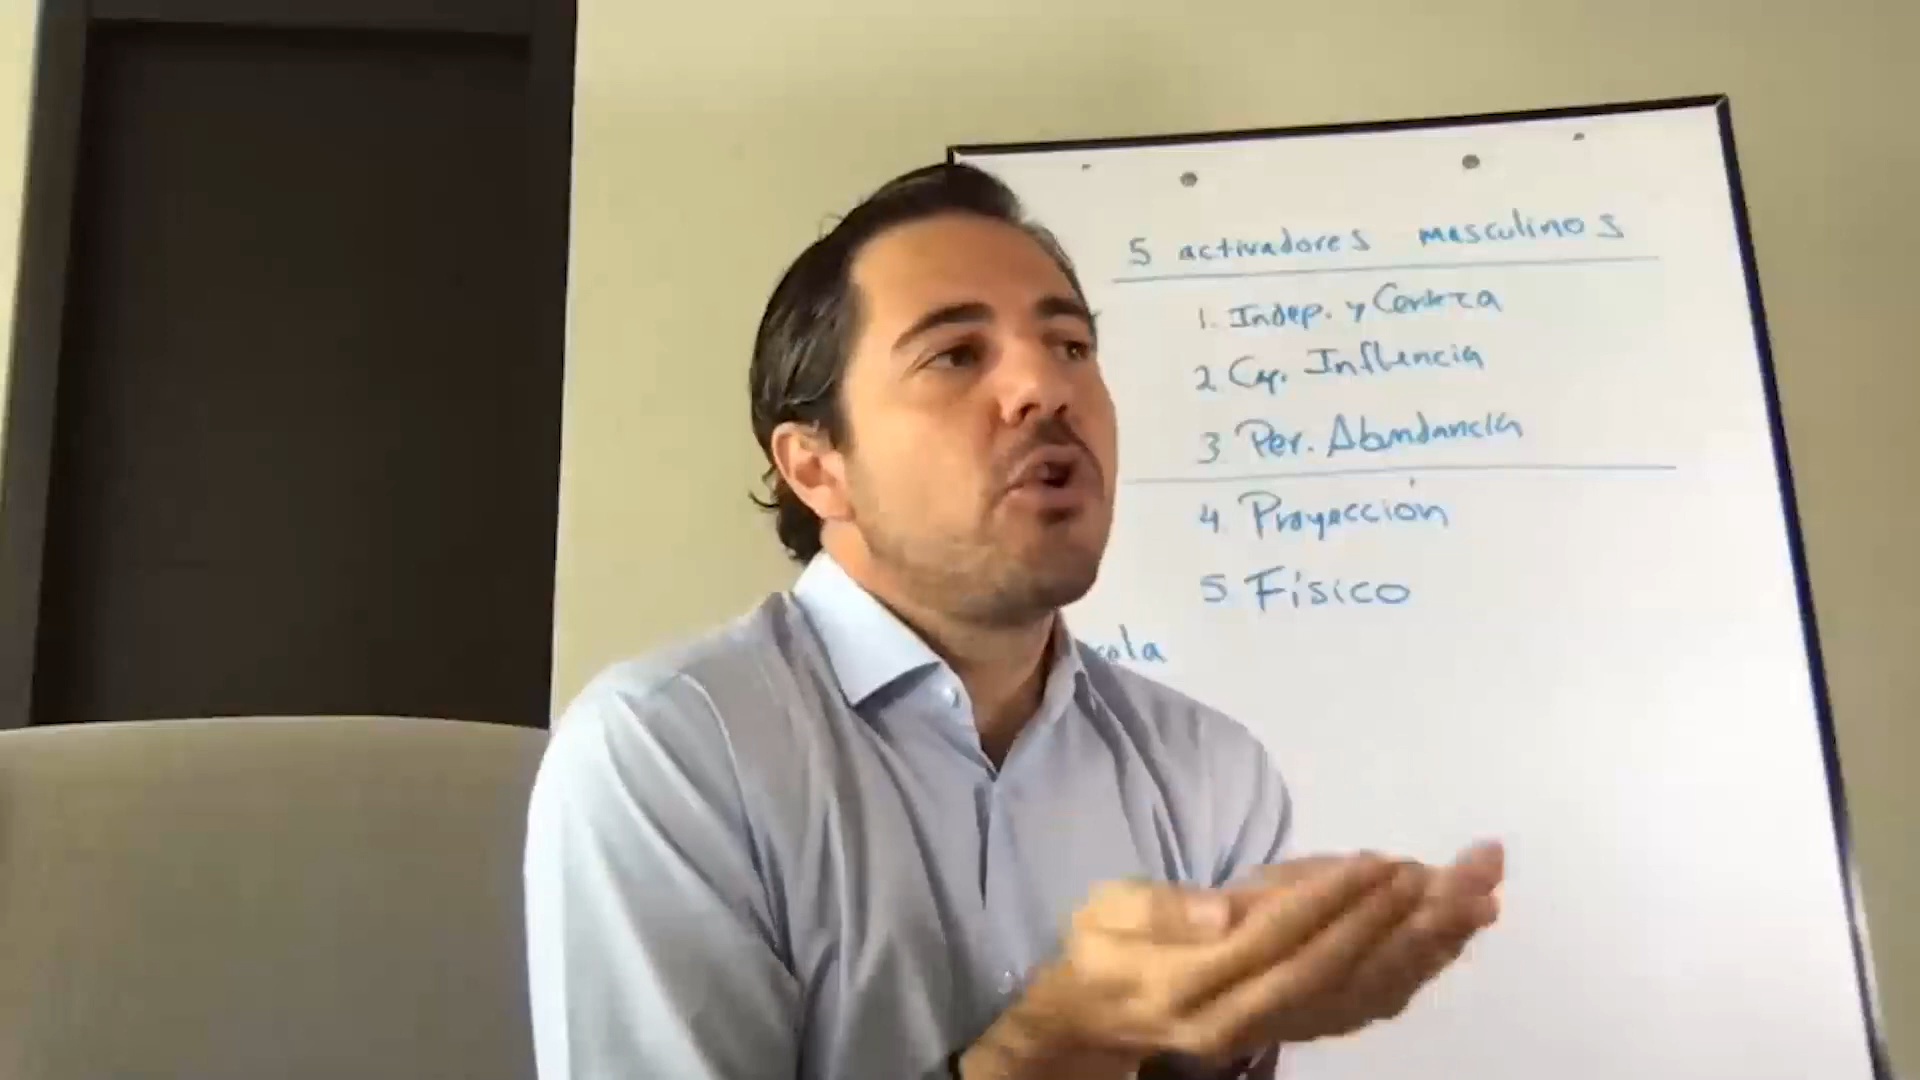 5 activadores masculinos
1. Indep. y Certeza
2 Cap. Influencia
3 Per. Abundancia
4. Proyección
5 Físico